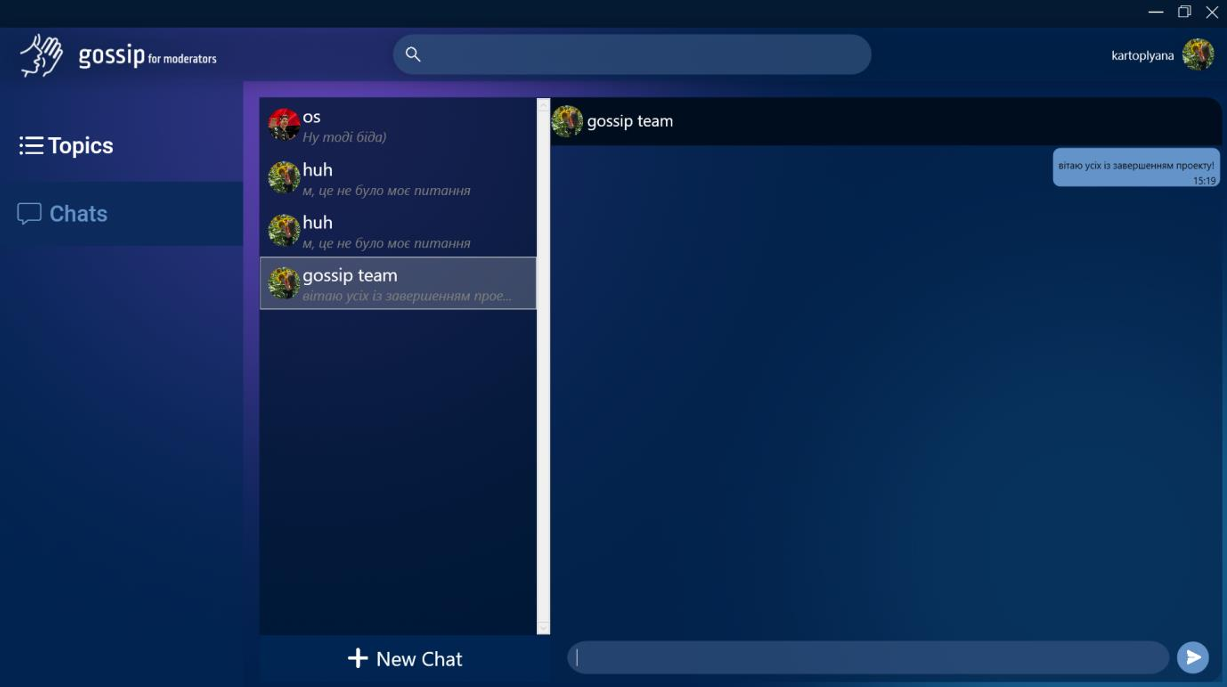 gossip for moderators
kartoplyana
Topics
Chats
os
Ну тоді біда)
huh
м, це не було моє питання
huh
м, це не було моє питання
gossip team
вітаю усіх із завершенням прое...
New Chat
gossip team
вітаю усіх із завершенням проекту!
15:19